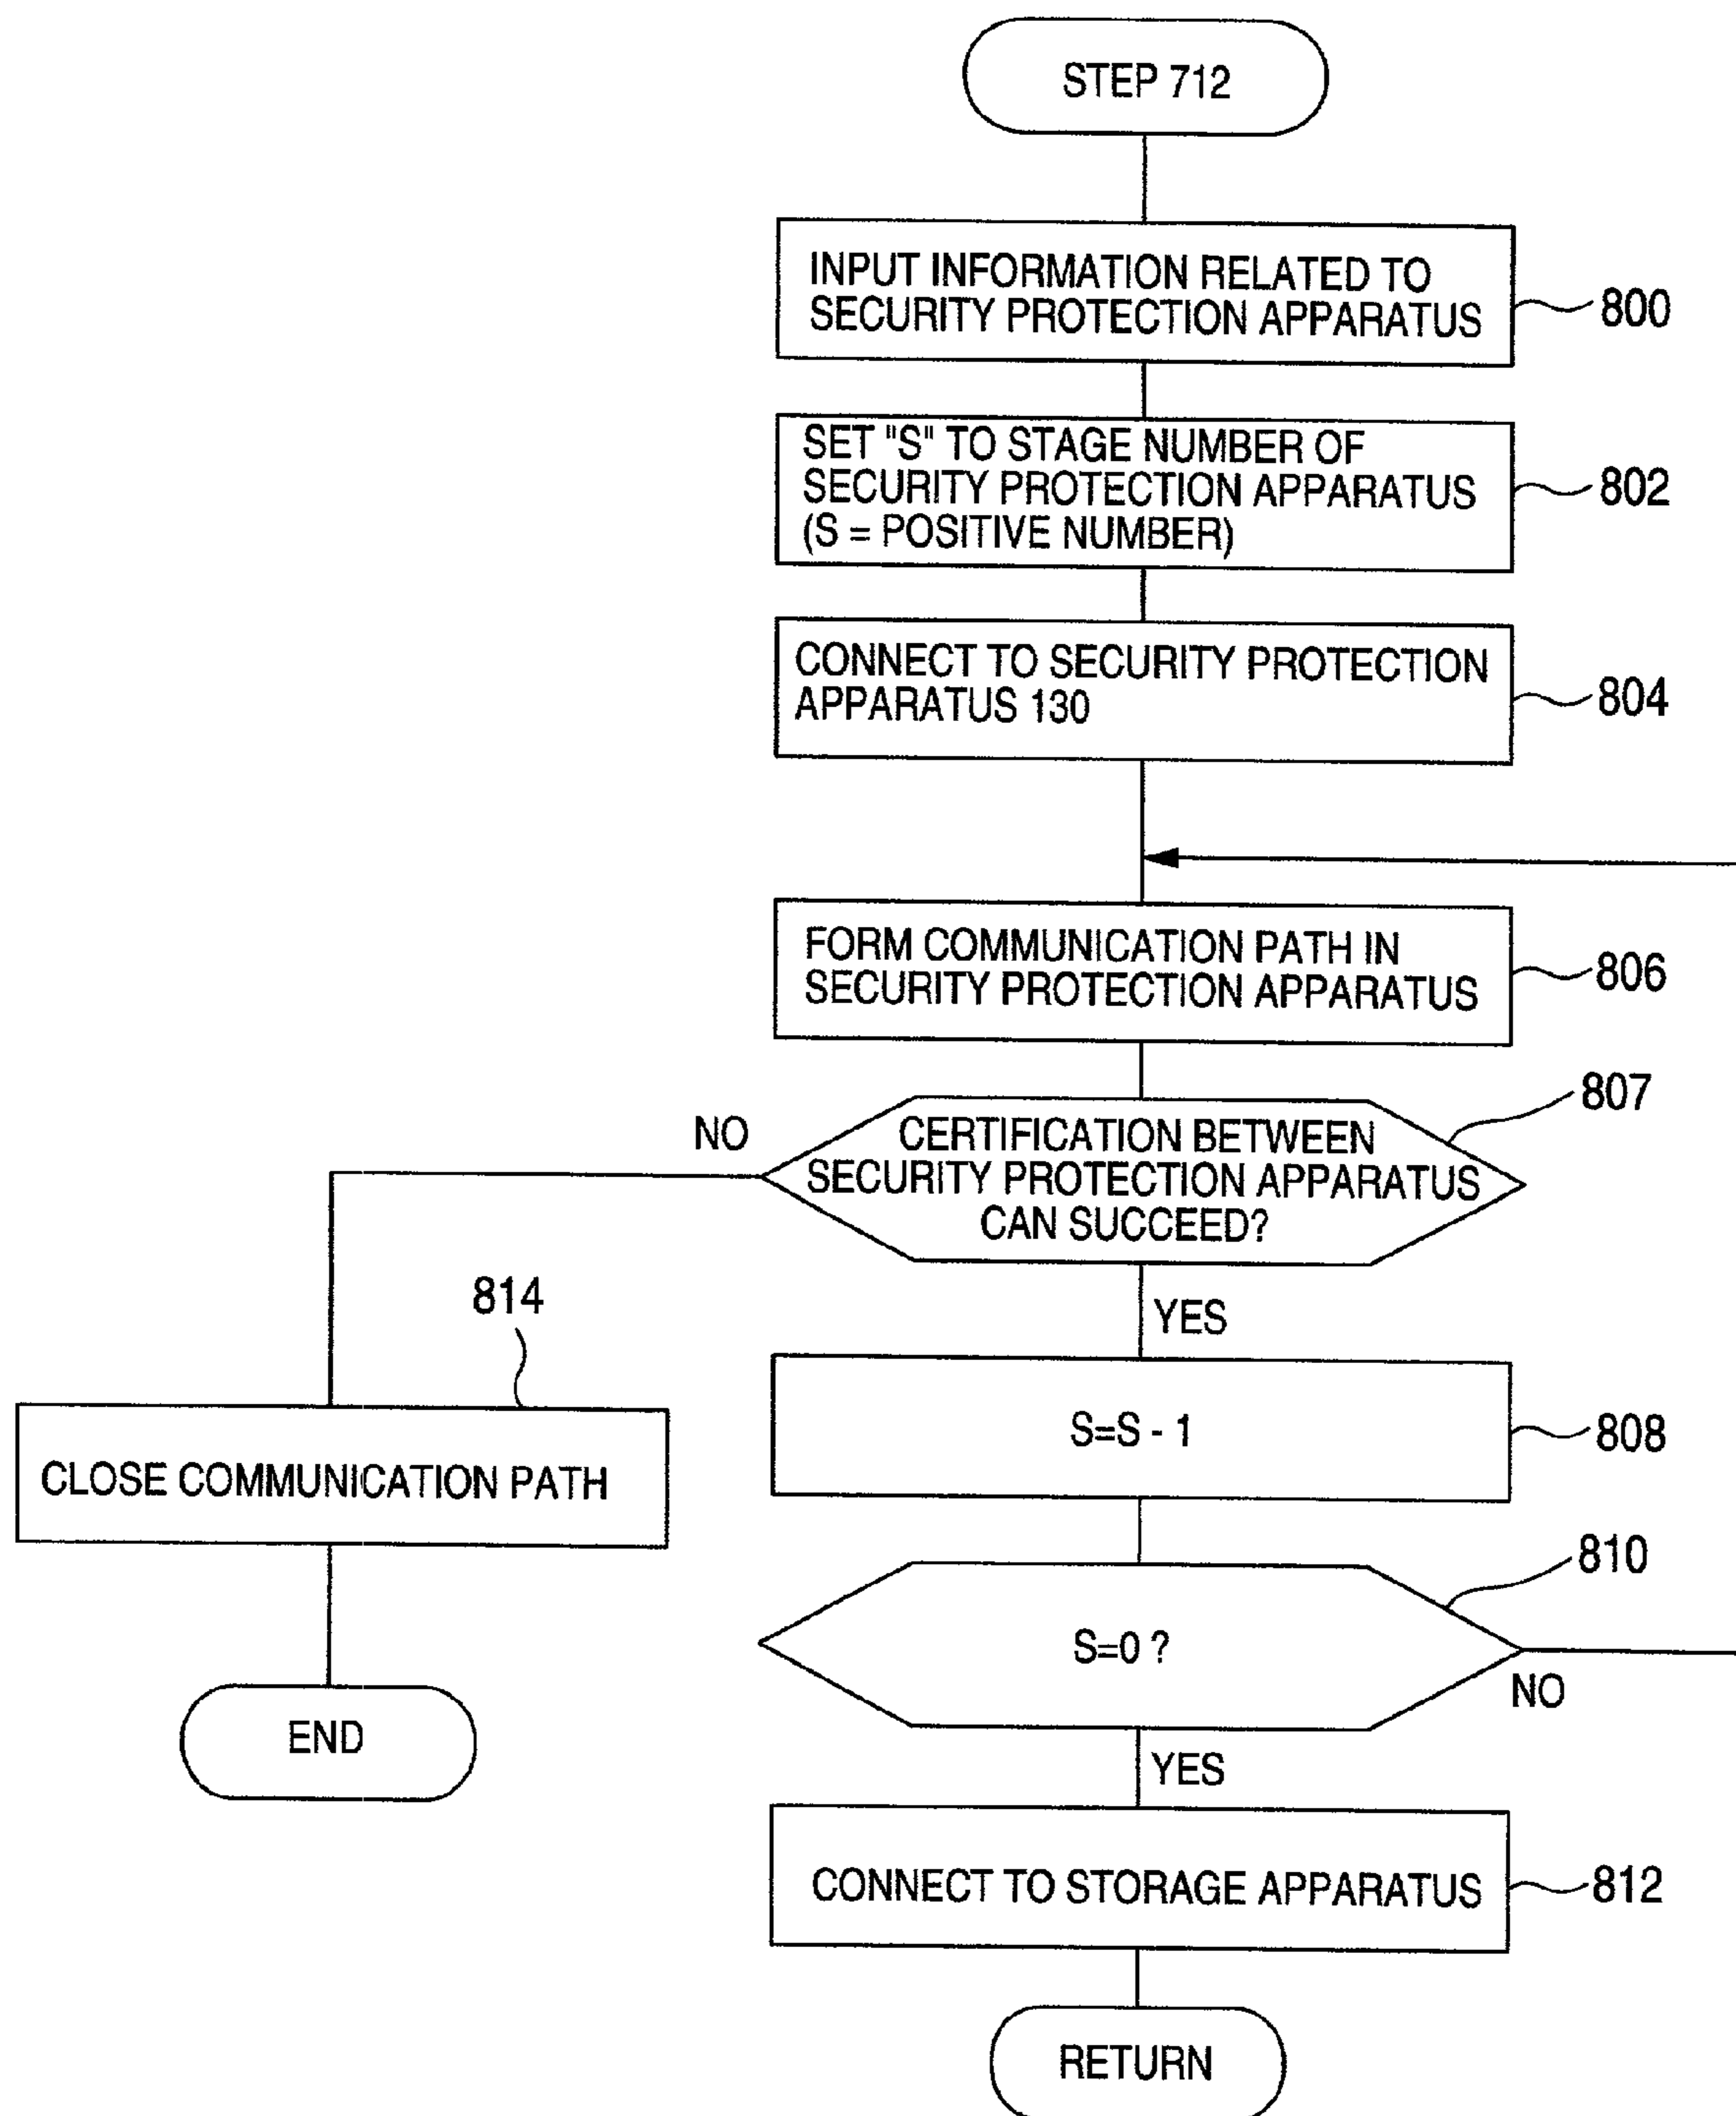 STEP 712
INPUT INFORMATION RELATED TO
SECURITY PROTECTION APPARATUS
800
SET "S" TO STAGE NUMBER OF
SECURITY PROTECTION APPARATUS
(S = POSITIVE NUMBER)
802
CONNECT TO SECURITY PROTECTION
APPARATUS 130
804
FORM COMMUNICATION PATH IN
SECURITY PROTECTION APPARATUS
806
807
NO
CERTIFICATION BETWEEN
SECURITY PROTECTION APPARATUS
CAN SUCCEED?
YES
814
CLOSE COMMUNICATION PATH
END
S=S - 1
808
810
S=0 ?
NO
YES
CONNECT TO STORAGE APPARATUS
812
RETURN